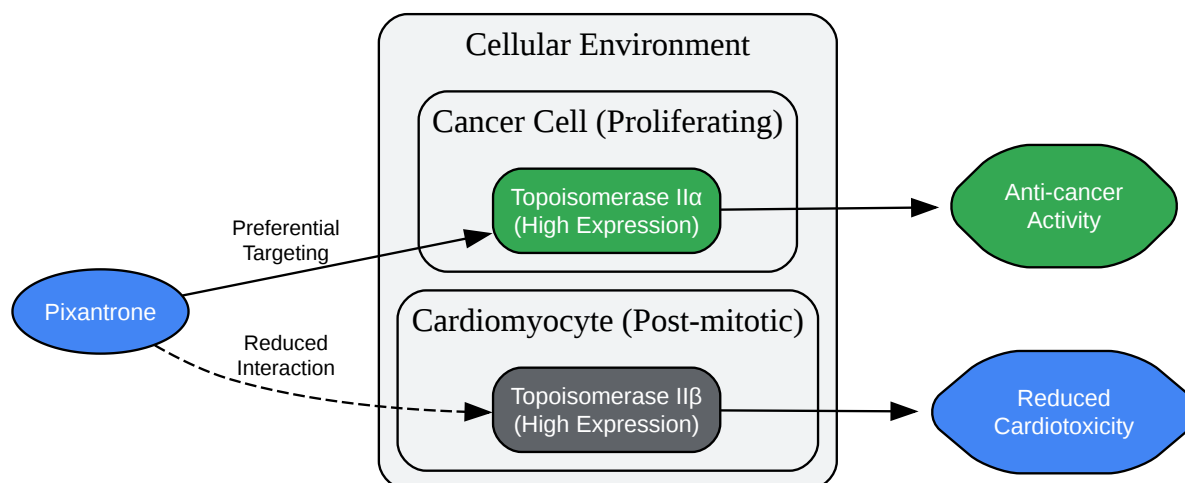 Cellular Environment
Cancer Cell (Proliferating)
Topoisomerase IIα
(High Expression)
Anti-cancer
Activity
Preferential
Targeting
Pixantrone
Reduced
Interaction
Cardiomyocyte (Post-mitotic)
Topoisomerase IIβ
(High Expression)
Reduced
Cardiotoxicity